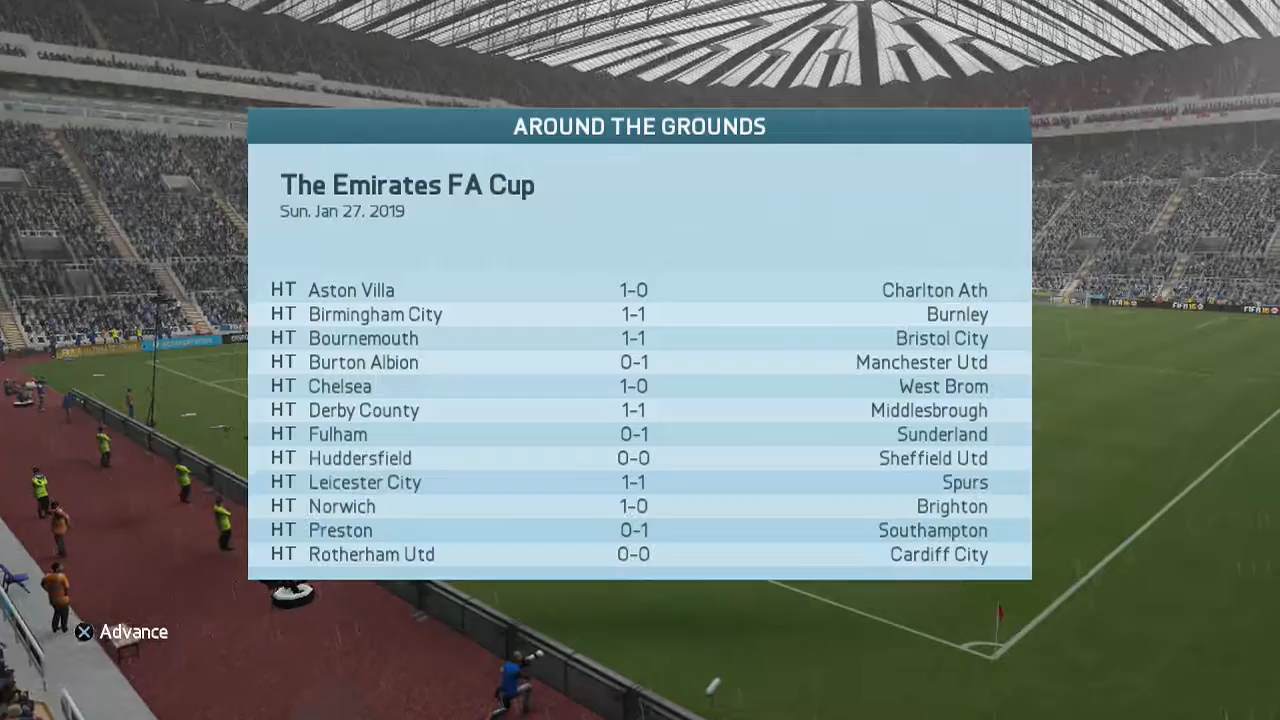 AROUND THE GROUNDS
The Emirates FA Cup
Sun. Jan 27. 2019
HT Aston Villa 1-0 Charlton Ath
HT Birmingham City 1-1 Burnley
HT Bournemouth 1-1 Bristol City
HT Burton Albion 0-1 Manchester Utd
HT Chelsea 1-0 West Brom
HT Derby County 1-1 Middlesbrough
HT Fulham 0-1 Sunderland
HT Huddersfield 0-0 Sheffield Utd
HT Leicester City 1-1 Spurs
HT Norwich 1-0 Brighton
HT Preston 0-1 Southampton
HT Rotherham Utd 0-0 Cardiff City
Advance